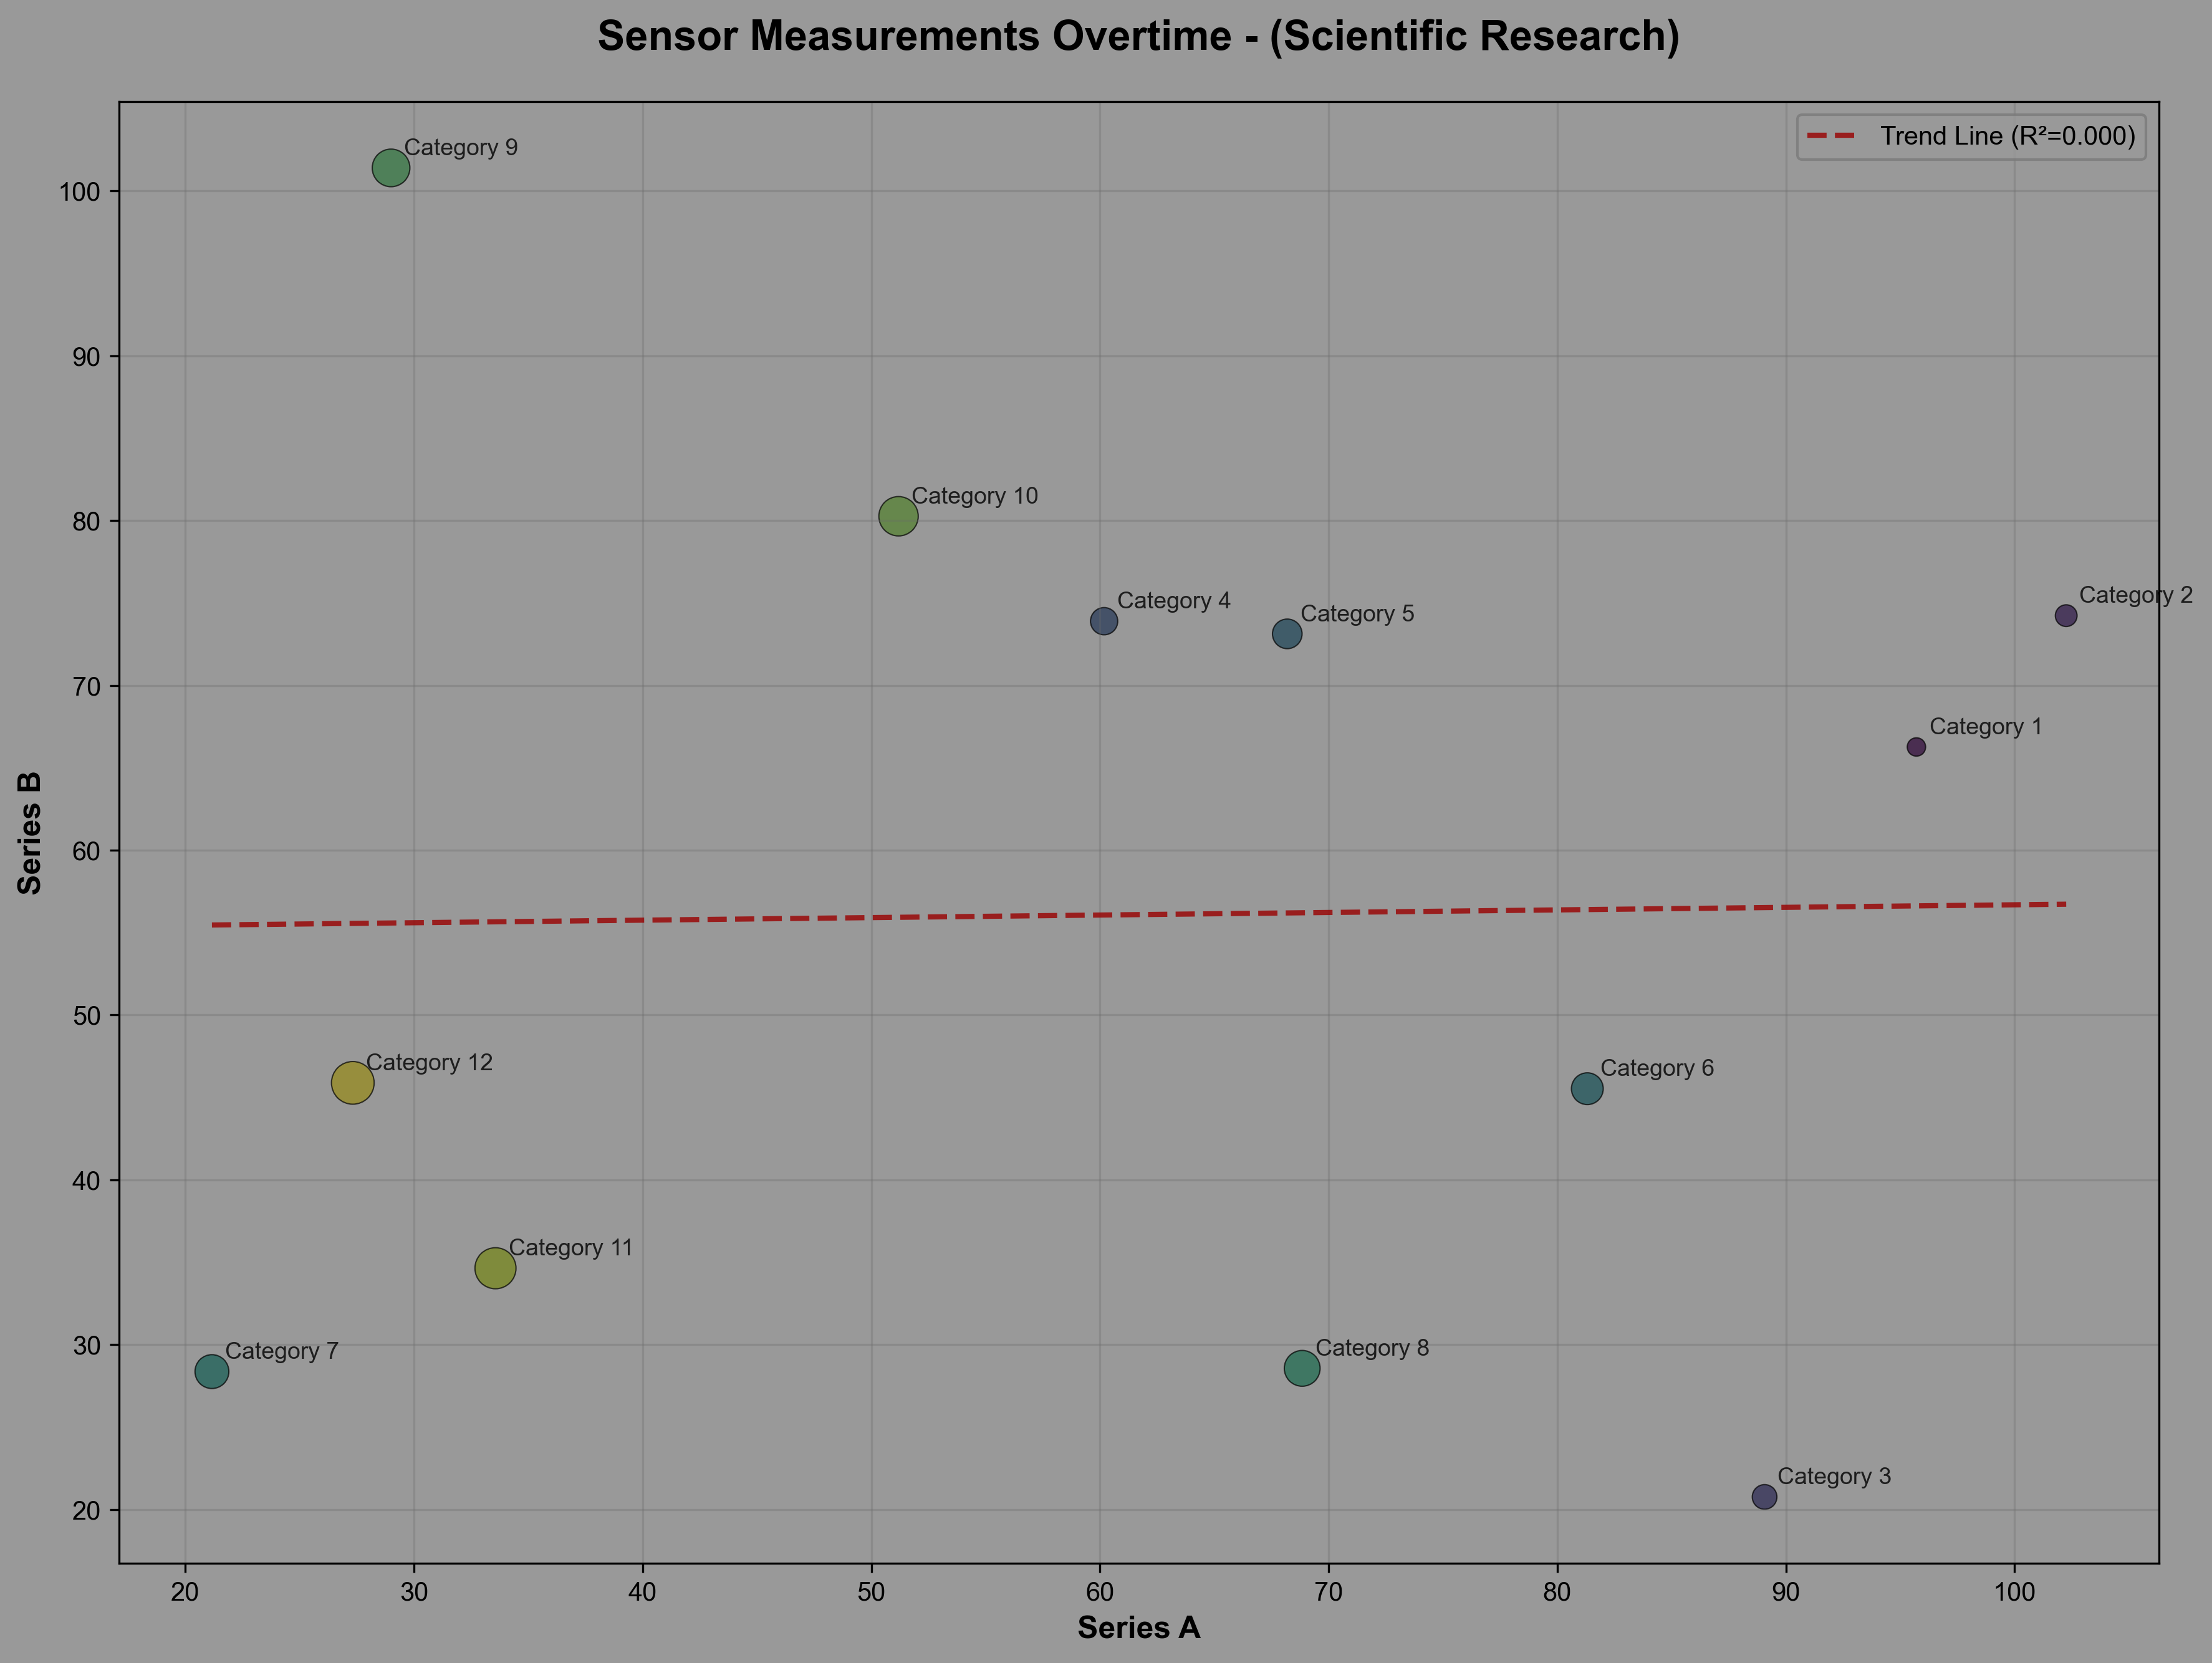 Sensor Measurements Overtime - (Scientific Research)
Trend Line (R²=0.000)
Category 9
Category 10
Category 4
Category 5
Category 2
Category 1
Category 12
Category 6
Category 11
Category 7
Category 8
Category 3
100
90
80
70
60
50
40
30
20
Series B
20 30 40 50 60 70 80 90 100
Series A